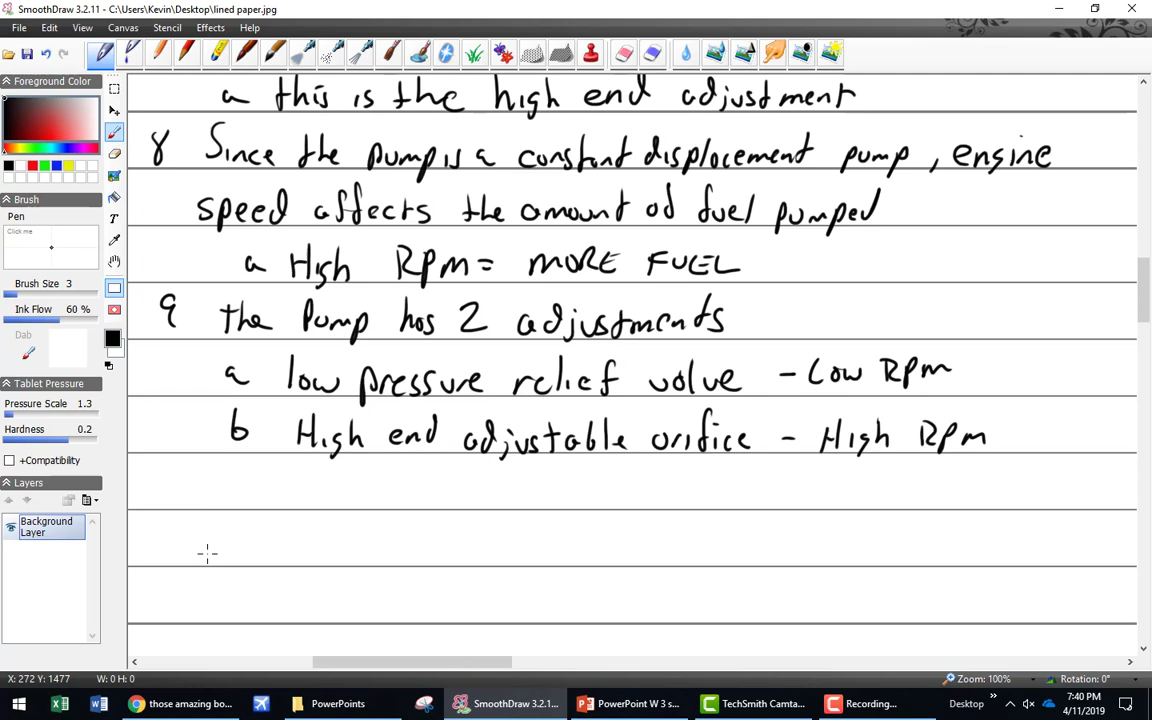 SmoothDraw 3.2.11 - C:\Users\Kevin\Desktop\lined paper.jpg
File Edit View Canvas Stencil Effects Help
Foreground Color
a this is the high end adjustment
8 Since the pump is a constant displacement pump, engine
speed affects the amount of fuel pumped
a High RPM = MORE FUEL
9 the Pump has 2 adjustments
a low pressure relief valve - Low RPM
b High end adjustable orifice - High RPM
Brush
Pen
Click me
Brush Size 3
Ink Flow 60 %
Dab
Tablet Pressure
Pressure Scale 1.3
Hardness 0.2
+Compatibility
Layers
Background Layer
X: 272 Y: 1477 W: 0 H: 0 Zoom: 100% Rotation: 0°
those amazing bo... PowerPoints SmoothDraw 3.2.1... PowerPoint W 3 s... TechSmith Camta... Recording... Desktop
7:40 PM
4/11/2019